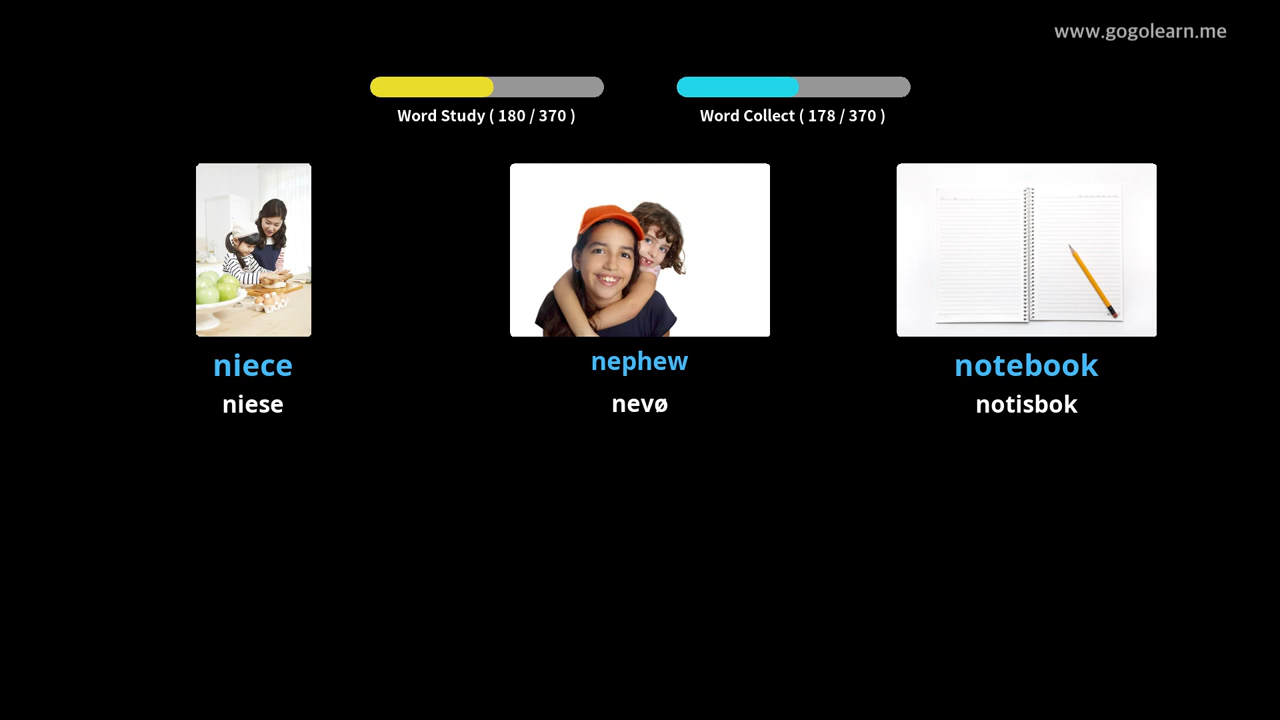 www.gogolearn.me
Word Study ( 180 / 370 )
Word Collect ( 178 / 370 )
niece
nephew
notebook
niese
nevø
notisbok